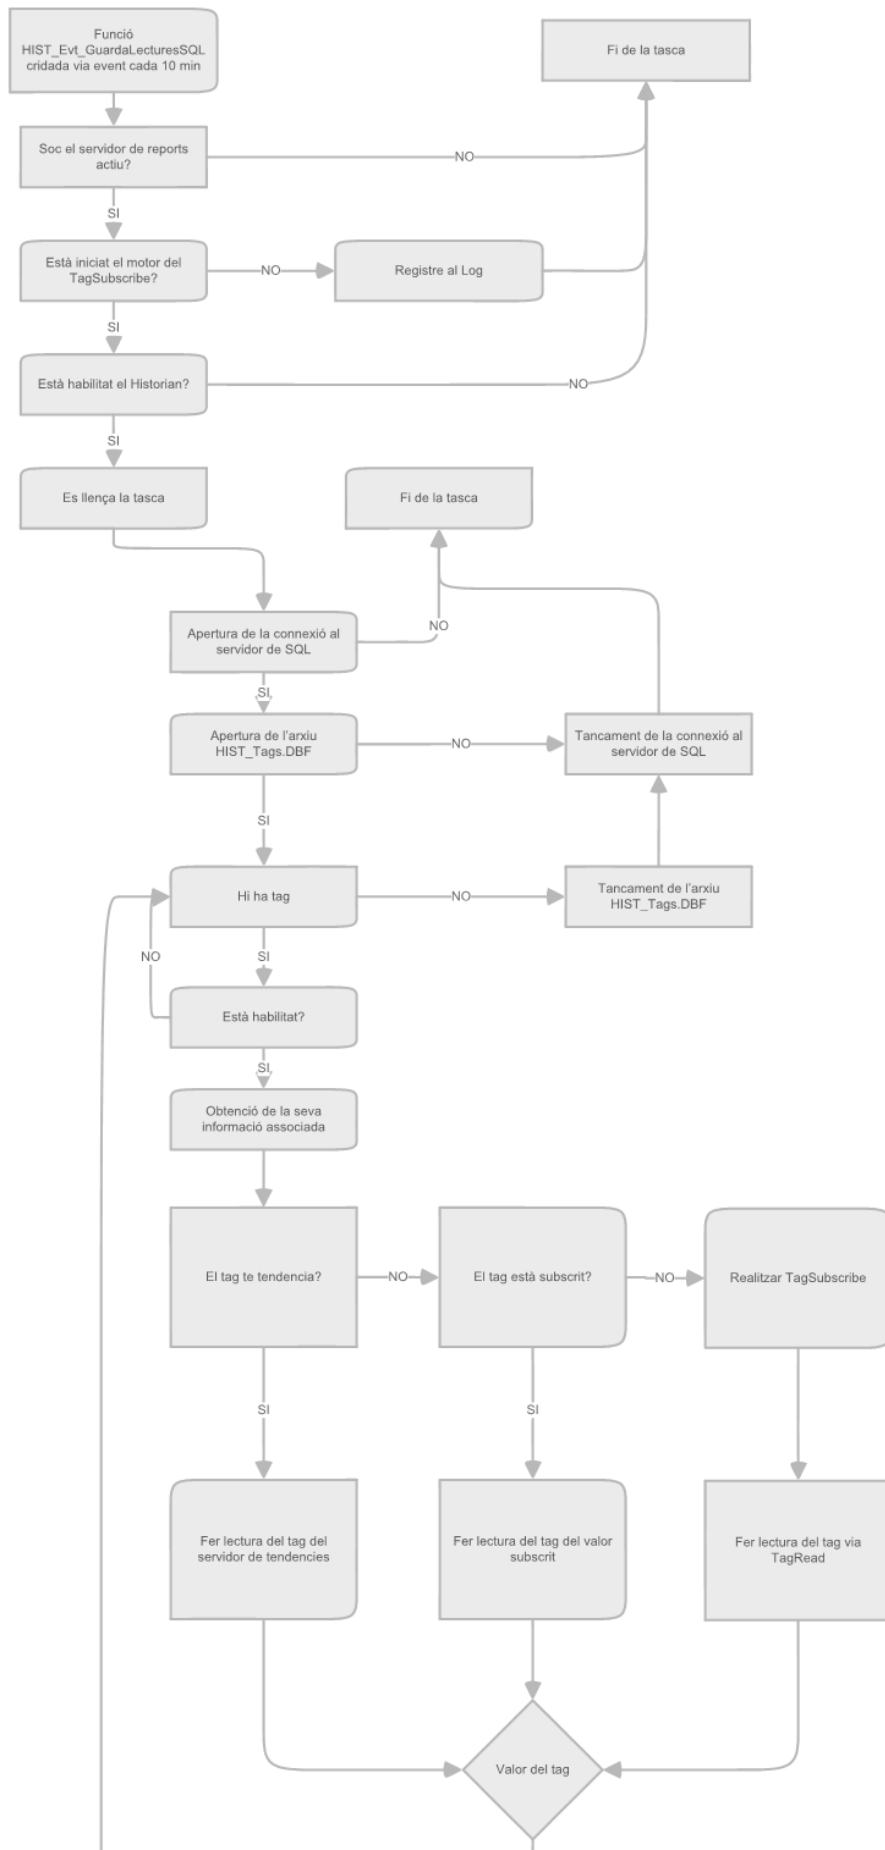 Funció
HIST_Evt_GuardaLecturesSQL
cridada via event cada 10 min
Fi de la tasca
Soc el servidor de reports
actiu?
NO
SI
Està iniciat el motor del
TagSubscribe?
NO
Registre al Log
SI
Està habilitat el Historian?
NO
SI
Es llença la tasca
Fi de la tasca
Apertura de la connexió al
servidor de SQL
NO
SI
Apertura de l'arxiu
HIST_Tags.DBF
NO
Tancament de la connexió al
servidor de SQL
SI
Hi ha tag
NO
Tancament de l'arxiu
HIST_Tags.DBF
NO
SI
Està habilitat?
SI
Obtenció de la seva
informació associada
El tag te tendencia?
NO
El tag està subscrit?
NO
Realitzar TagSubscribe
SI
SI
Fer lectura del tag del
servidor de tendencies
Fer lectura del tag del valor
subscrit
Fer lectura del tag via
TagRead
Valor del tag